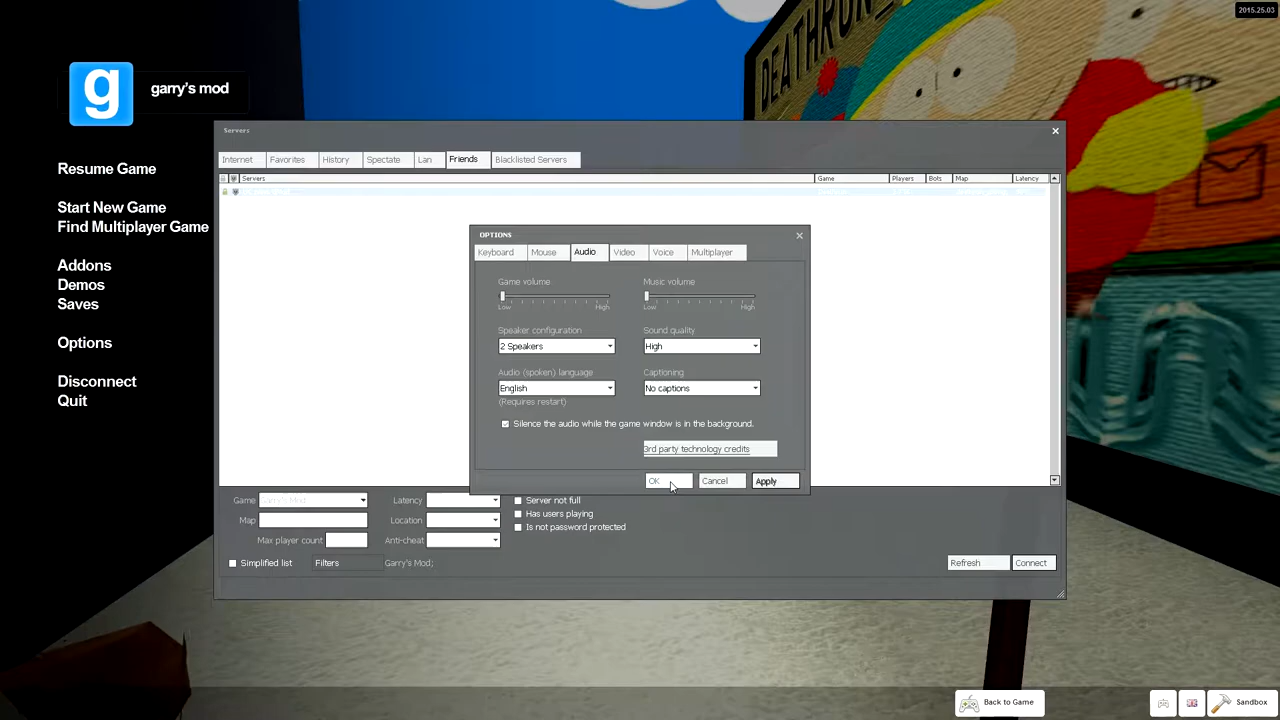 2015.25.03
DEATHRUN
g
garry's mod
Servers
Resume Game
Internet Favorites History Spectate Lan Friends Blacklisted Servers
Servers Game Players Bots Map Latency
Start New Game
Find Multiplayer Game
OPTIONS
Keyboard Mouse Audio Video Voice Multiplayer
Addons
Demos
Saves
Game volume Music volume
Low High Low High
Speaker configuration Sound quality
2 Speakers High
Options
Audio (spoken) language Captioning
English No captions
(Requires restart)
Disconnect
Quit
Silence the audio while the game window is in the background.
3rd party technology credits
OK Cancel Apply
Game Garry's Mod Latency Server not full
Map Location Has users playing
Is not password protected
Max player count Anti-cheat
Simplified list Filters Garry's Mod; Refresh Connect
Back to Game Sandbox